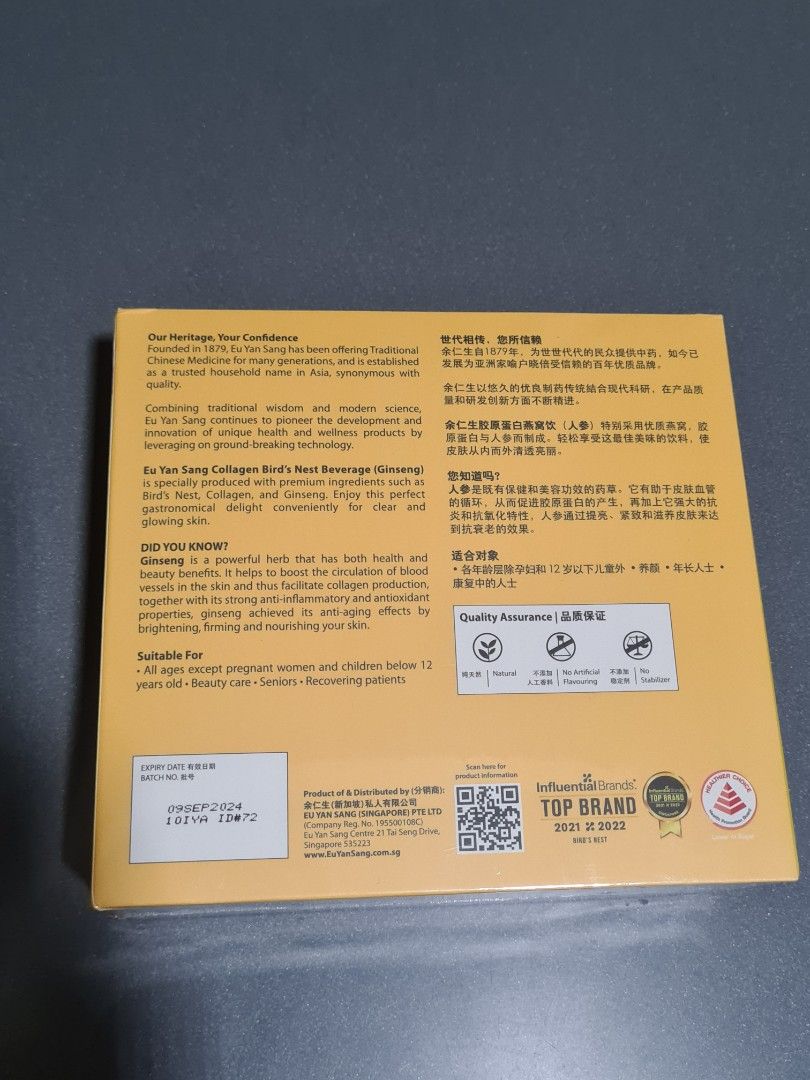 Our Heritage, Your Confidence
Founded in 1879, Eu Yan Sang has been offering Traditional
Chinese Medicine for many generations, and is established
as a trusted household name in Asia, synonymous with
quality.
Combining traditional wisdom and modern science,
Eu Yan Sang continues to pioneer the development and
innovation of unique health and wellness products by
leveraging on ground-breaking technology.
Eu Yan Sang Collagen Bird's Nest Beverage (Ginseng)
is specially produced with premium ingredients such as
Bird's Nest, Collagen, and Ginseng. Enjoy this perfect
gastronomical delight conveniently for clear and
glowing skin.
DID YOU KNOW?
Ginseng is a powerful herb that has both health and
beauty benefits. It helps to boost the circulation of blood
vessels in the skin and thus facilitate collagen production,
together with its strong anti-inflammatory and antioxidant
properties, ginseng achieved its anti-aging effects by
brightening, firming and nourishing your skin.
Suitable For
• All ages except pregnant women and children below 12
years old • Beauty care • Seniors • Recovering patients
世代相传，您所信赖
余仁生自1879年，为世世代代的民众提供中药，如今已
发展为亚洲家喻户晓倍受信赖的百年优质品牌。
余仁生以悠久的优良制药传统結合现代科研，在产品质
量和研发创新方面不断精进。
余仁生胶原蛋白燕窝饮（人参）特别采用优质燕窝，胶
原蛋白与人参而制成。轻松享受这最佳美味的饮料，使
皮肤从内而外清透亮丽。
您知道吗?
人参是既有保健和美容功效的药草。它有助于皮肤血管
的循环，从而促进胶原蛋白的产生，再加上它强大的抗
炎和抗氧化特性，人参通过提亮、紧致和滋养皮肤来达
到抗衰老的效果。
适合对象
• 各年龄层除孕妇和 12 岁以下儿童外 • 养颜 • 年长人士 •
康复中的人士
Quality Assurance | 品质保证
纯天然 | Natural
不添加 人工香料 | No Artificial Flavouring
不添加 稳定剂 | No Stabilizer
EXPIRY DATE 有效日期
BATCH NO. 批号
09SEP2024
10IYA ID#72
Product of & Distributed by (分销商):
余仁生(新加坡)私人有限公司
EU YAN SANG (SINGAPORE) PTE LTD
(Company Reg. No. 195500108C)
Eu Yan Sang Centre 21 Tai Seng Drive,
Singapore 535223
www.EuYanSang.com.sg
Scan here for
product information
Influential Brands.
TOP BRAND
2021 2022
BIRD'S NEST
Influential Brands
TOP BRAND
2021 2022
HEALTHIER CHOICE
Health Promotion Board
Lower in Sugar